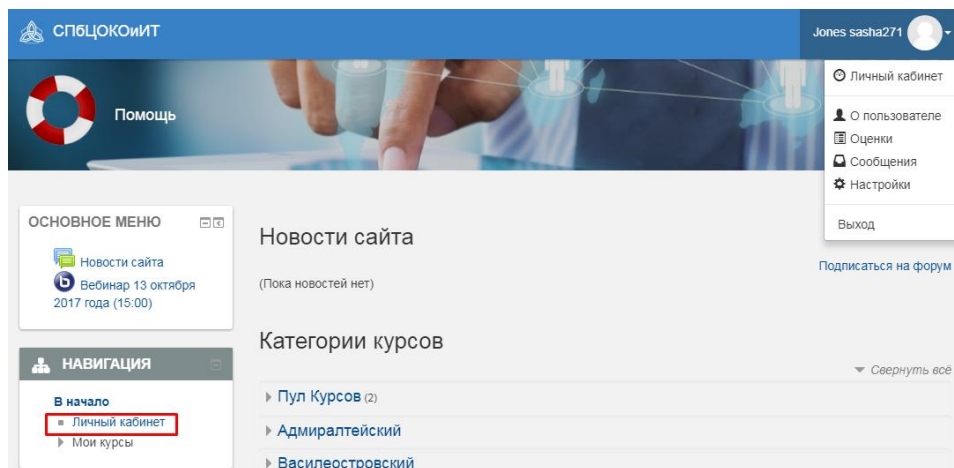 СПбЦОКОиИТ
Jones sasha271
Помощь
Личный кабинет
О пользователе
Оценки
Сообщения
Настройки
Выход
ОСНОВНОЕ МЕНЮ
Новости сайта
Вебинар 13 октября
2017 года (15:00)
НАВИГАЦИЯ
В начало
Личный кабинет
Мои курсы
Новости сайта
Подписаться на форум
(Пока новостей нет)
Категории курсов
Свернуть всё
Пул Курсов (2)
Адмиралтейский
Василеостровский